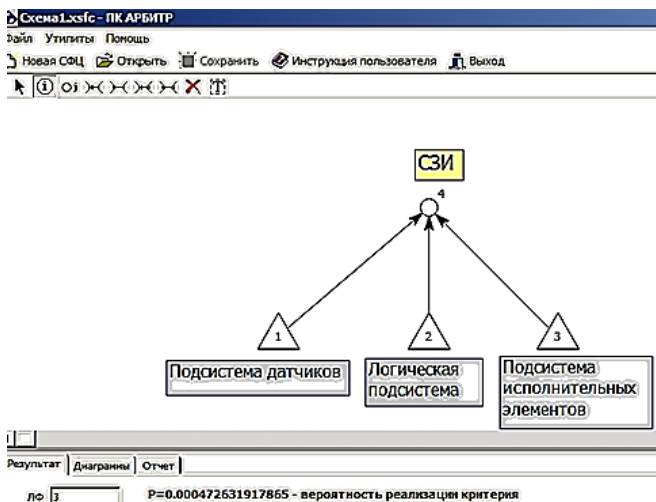 Схема1.xsfc - ПК АРБИТР
Файл Утилиты Помощь
Новая СФЦ Открыть Сохранить Инструкция пользователя Выход
СЗИ
4
1 2 3
Подсистема датчиков
Логическая
подсистема
Подсистема
исполнительных
элементов
Результат Диаграммы Отчет
ЛФ 3 P=0.000472631917865 - вероятность реализации критерия